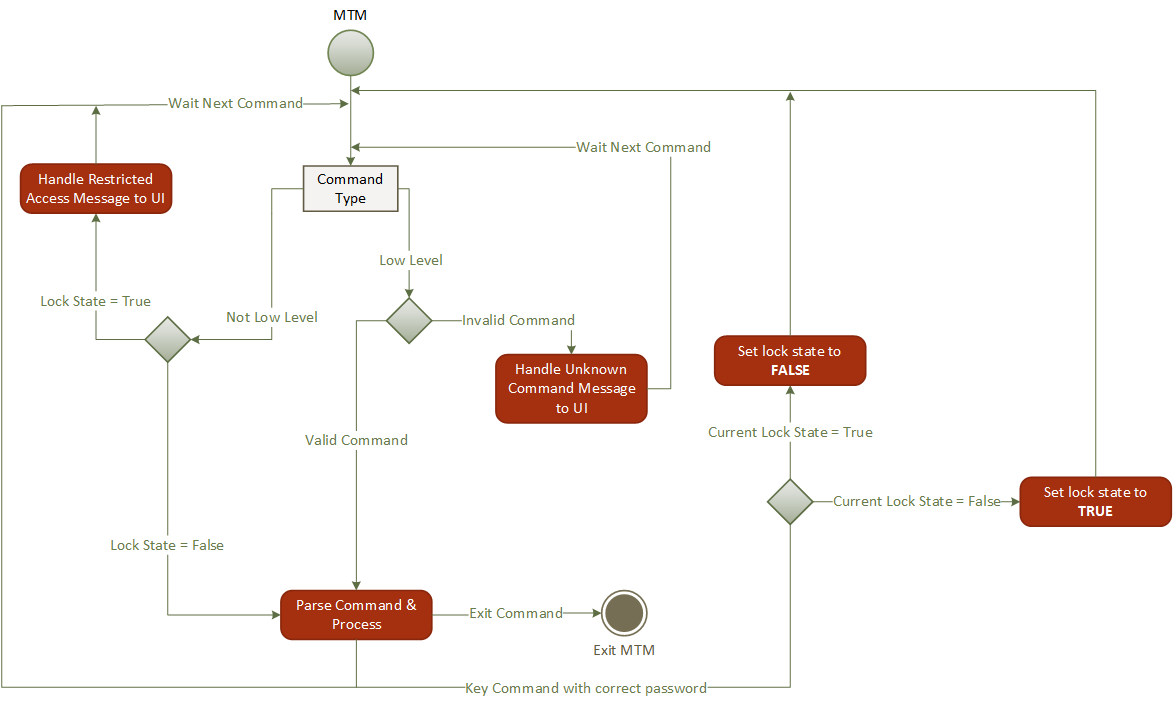 MTM
Wait Next Command
Wait Next Command
Handle Restricted
Access Message to UI
Command
Type
Low Level
Lock State = True
Not Low Level
Invalid Command
Set lock state to
FALSE
Handle Unknown
Command Message
to UI
Valid Command
Current Lock State = True
Current Lock State = False
Set lock state to
TRUE
Lock State = False
Parse Command &
Process
Exit Command
Exit MTM
Key Command with correct password